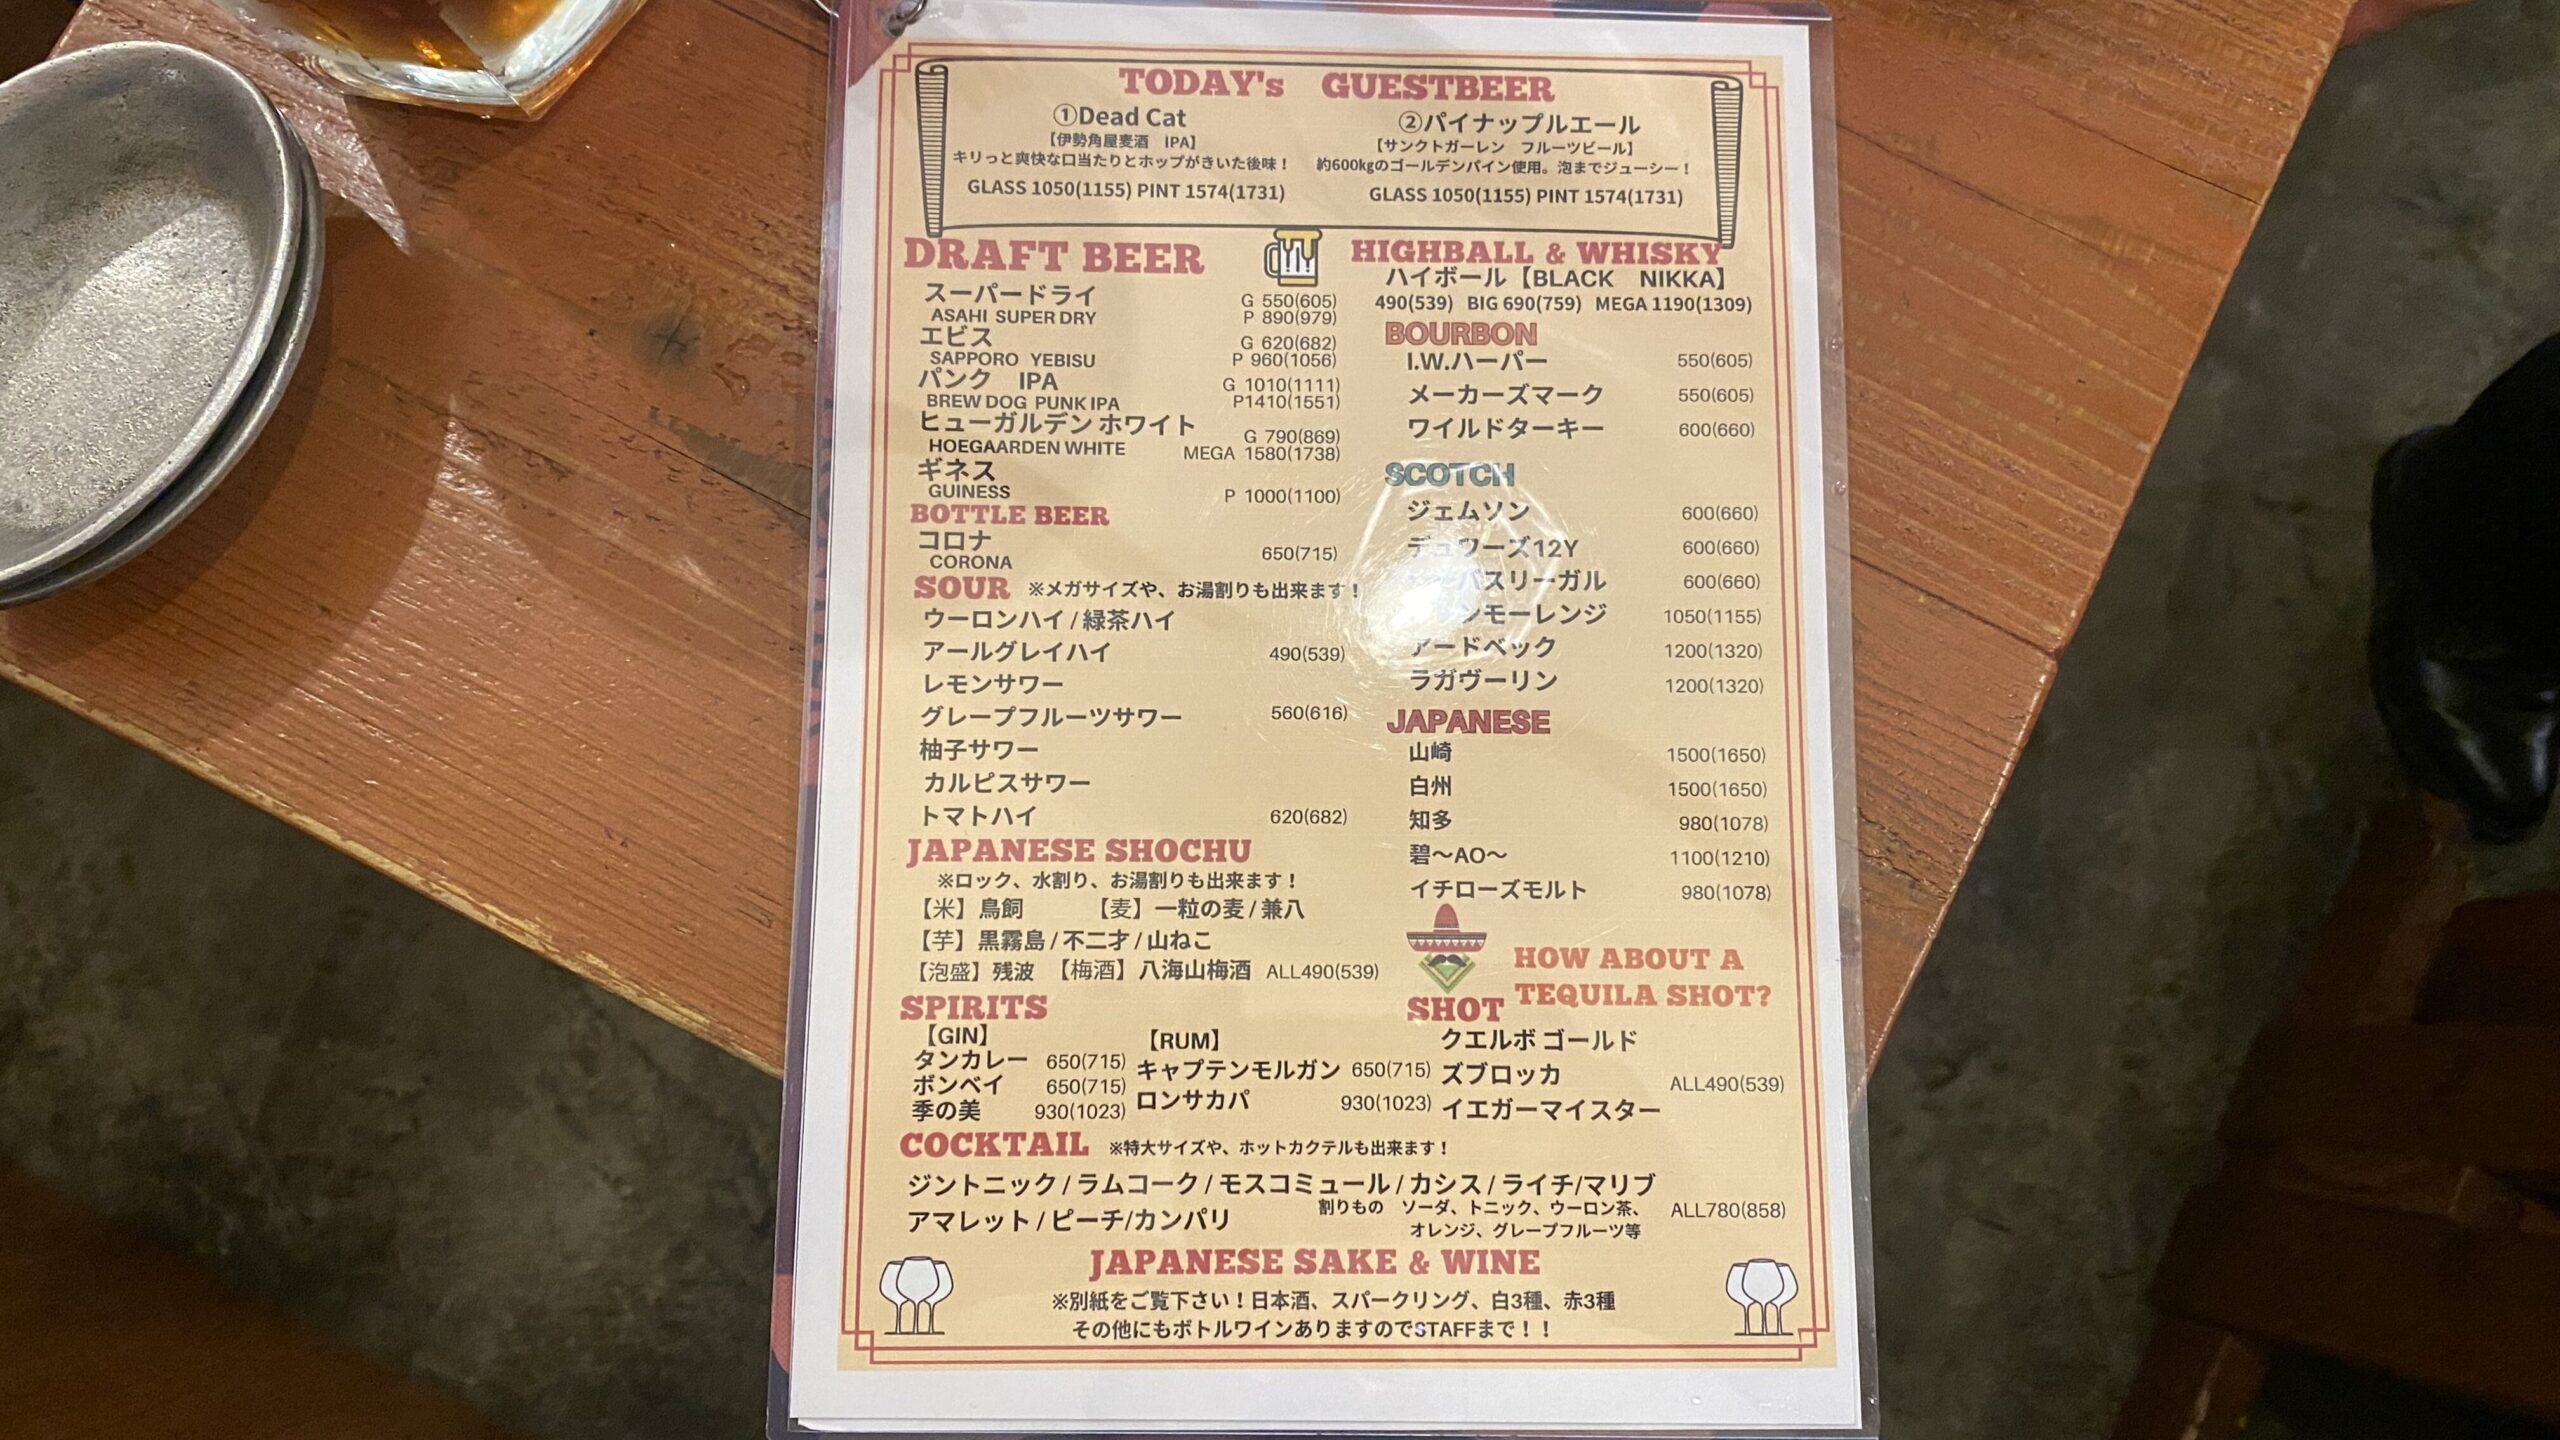 TODAY's GUESTBEER
①Dead Cat
【伊勢角屋麦酒 IPA】
キリっと爽快な口当たりとホップがきいた後味！
GLASS 1050(1155) PINT 1574(1731)
②パイナップルエール
【サンクトガーレン フルーツビール】
約600kgのゴールデンパイン使用。泡までジューシー！
GLASS 1050(1155) PINT 1574(1731)
DRAFT BEER
スーパードライ G 550(605)
ASAHI SUPER DRY P 890(979)
エビス G 620(682)
SAPPORO YEBISU P 960(1056)
パンク IPA G 1010(1111)
BREW DOG PUNK IPA P1410(1551)
ヒューガルデン ホワイト G 790(869)
HOEGAARDEN WHITE MEGA 1580(1738)
ギネス
GUINESS P 1000(1100)
BOTTLE BEER
コロナ 650(715)
CORONA
SOUR ※メガサイズや、お湯割りも出来ます！
ウーロンハイ / 緑茶ハイ
アールグレイハイ 490(539)
レモンサワー
グレープフルーツサワー 560(616)
柚子サワー
カルピスサワー
トマトハイ 620(682)
JAPANESE SHOCHU
※ロック、水割り、お湯割りも出来ます！
【米】鳥飼 【麦】一粒の麦 / 兼八
【芋】黒霧島 / 不二才 / 山ねこ
【泡盛】残波 【梅酒】八海山梅酒 ALL490(539)
HIGHBALL & WHISKY
ハイボール【BLACK NIKKA】
490(539) BIG 690(759) MEGA 1190(1309)
BOURBON
I.W.ハーパー 550(605)
メーカーズマーク 550(605)
ワイルドターキー 600(660)
SCOTCH
ジェムソン 600(660)
デュワーズ12Y 600(660)
バスリーガル 600(660)
ンモーレンジ 1050(1155)
アードベック 1200(1320)
ラガヴーリン 1200(1320)
JAPANESE
山崎 1500(1650)
白州 1500(1650)
知多 980(1078)
碧～AO～ 1100(1210)
イチローズモルト 980(1078)
HOW ABOUT A
TEQUILA SHOT?
SPIRITS
【GIN】
タンカレー 650(715)
ボンベイ 650(715)
季の美 930(1023)
【RUM】
キャプテンモルガン 650(715)
ロンサカパ 930(1023)
SHOT
クエルボ ゴールド
ズブロッカ ALL490(539)
イエガーマイスター
COCKTAIL ※特大サイズや、ホットカクテルも出来ます！
ジントニック / ラムコーク / モスコミュール / カシス / ライチ/マリブ
アマレット / ピーチ/カンパリ
割りもの ソーダ、トニック、ウーロン茶、
オレンジ、グレープフルーツ等
ALL780(858)
JAPANESE SAKE & WINE
※別紙をご覧下さい！日本酒、スパークリング、白3種、赤3種
その他にもボトルワインありますのでSTAFFまで！！